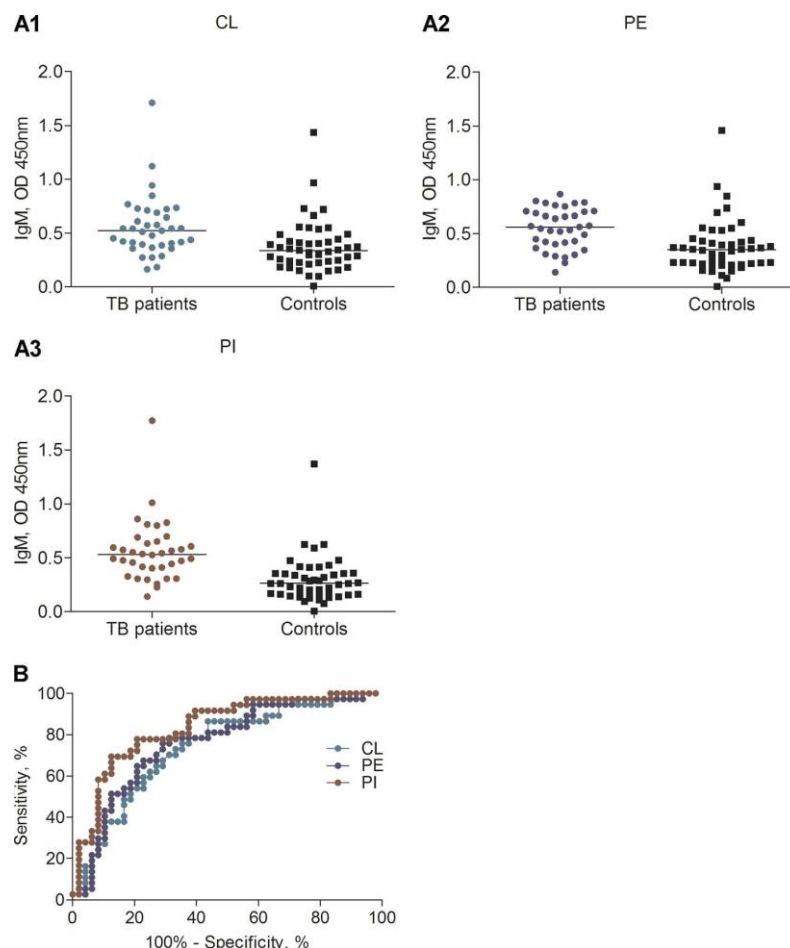 A1 CL
IgM, OD 450nm
2.0
1.5
1.0
0.5
0.0
TB patients Controls
A2 PE
IgM, OD 450nm
2.0
1.5
1.0
0.5
0.0
TB patients Controls
A3 PI
IgM, OD 450nm
2.0
1.5
1.0
0.5
0.0
TB patients Controls
B
Sensitivity, %
100
80
60
40
20
0
CL
PE
PI
0 20 40 60 80 100
100% - Specificity, %